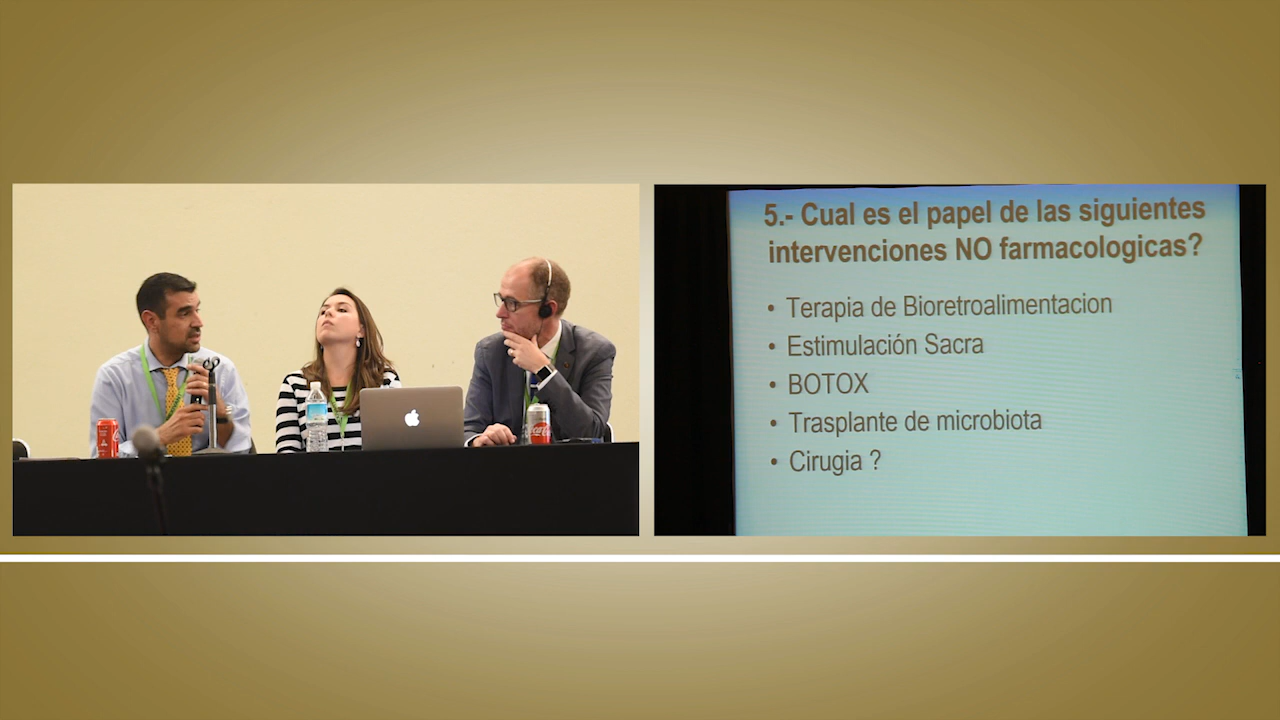 5.- Cual es el papel de las siguientes
intervenciones NO farmacologicas?
• Terapia de Bioretroalimentacion
• Estimulación Sacra
• BOTOX
• Trasplante de microbiota
• Cirugia ?